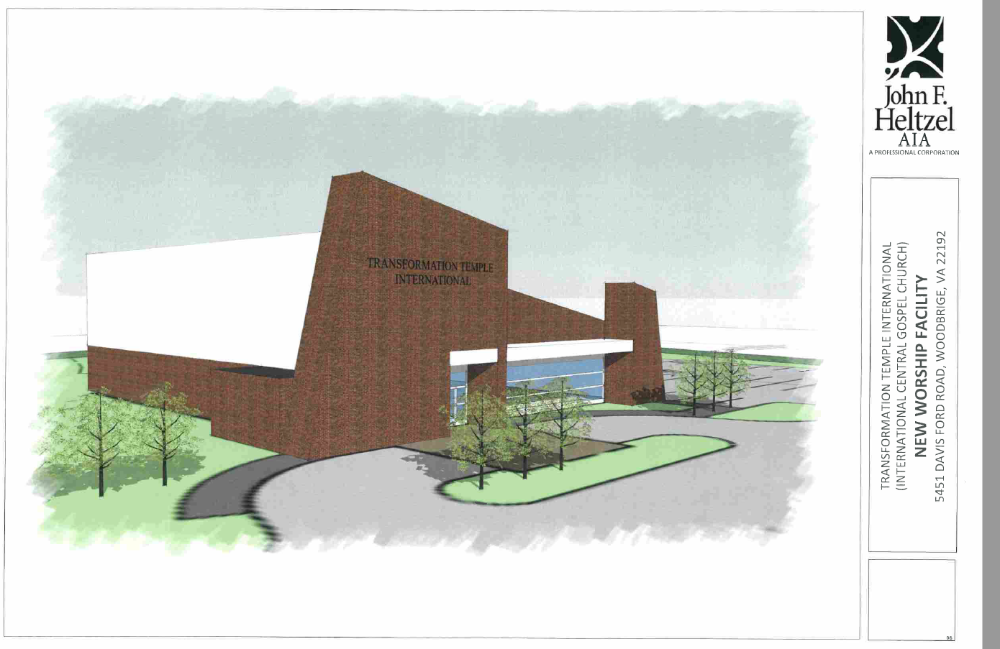 TRANSFORMATION TEMPLE
INTERNATIONAL
John F.
Heltzel
AIA
A PROFESSIONAL CORPORATION
TRANSFORMATION TEMPLE INTERNATIONAL
(INTERNATIONAL CENTRAL GOSPEL CHURCH)
NEW WORSHIP FACILITY
5451 DAVIS FORD ROAD, WOODBRIGE, VA 22192
08